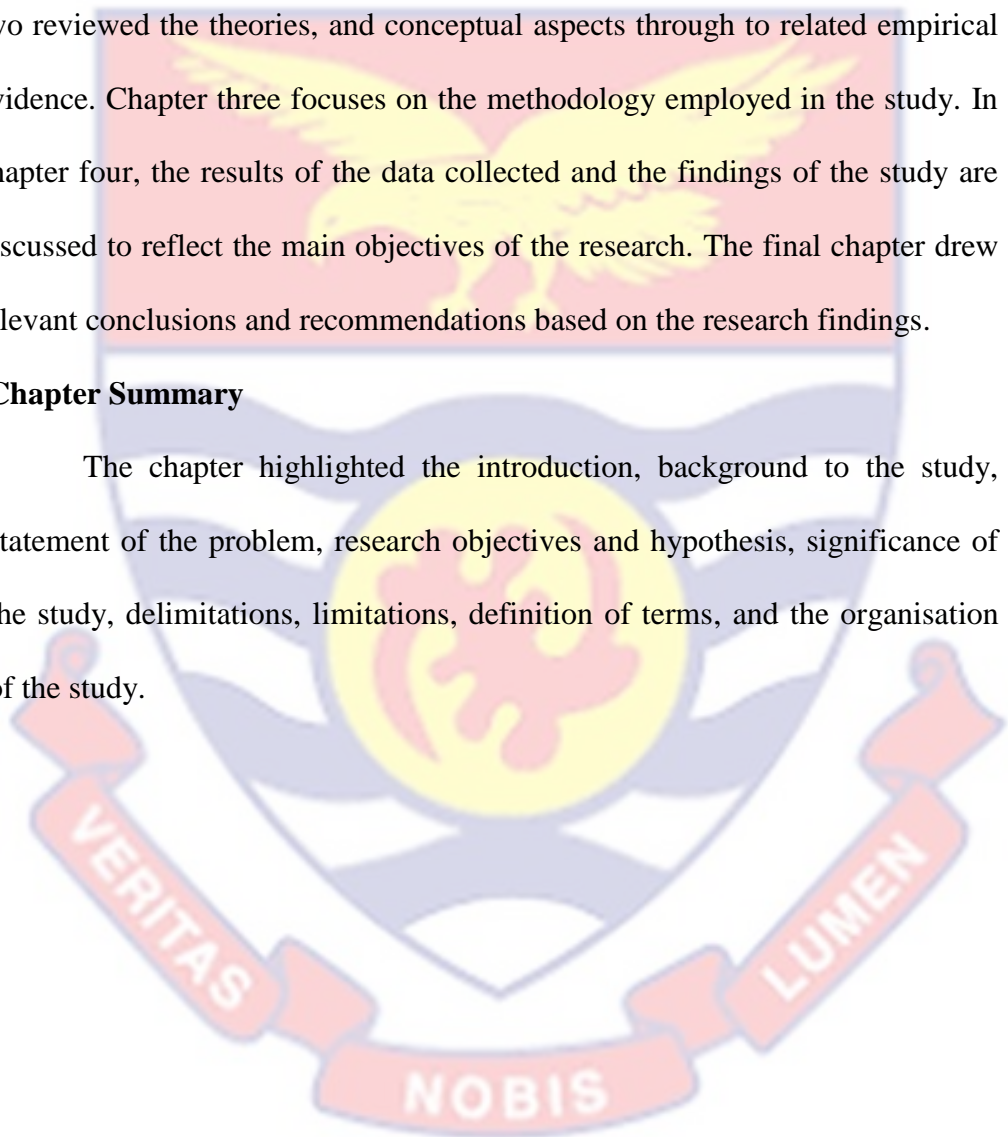 vo reviewed the theories, and conceptual aspects through to related empirical
vidence. Chapter three focuses on the methodology employed in the study. In
hapter four, the results of the data collected and the findings of the study are
iscussed to reflect the main objectives of the research. The final chapter drew
elevant conclusions and recommendations based on the research findings.
Chapter Summary
The chapter highlighted the introduction, background to the study,
tatement of the problem, research objectives and hypothesis, significance of
he study, delimitations, limitations, definition of terms, and the organisation
of the study.
VERITAS
NOBIS
LUMEN